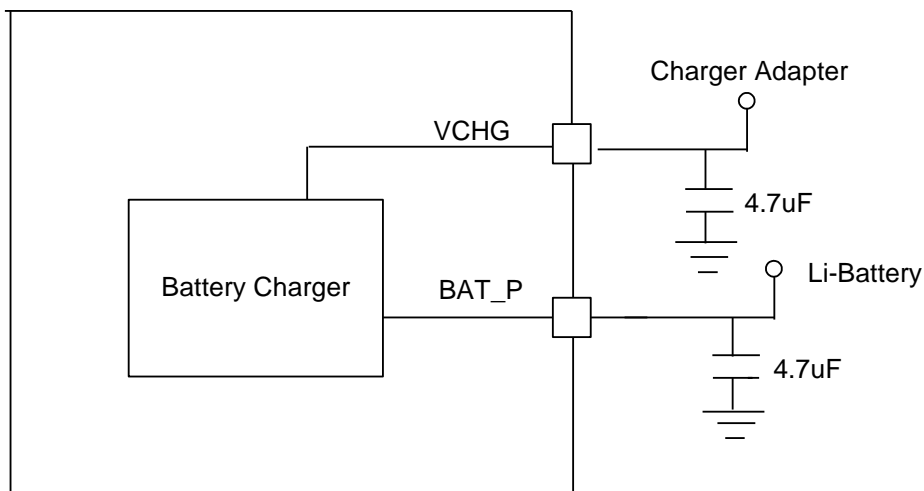 Charger Adapter
VCHG
4.7uF
Battery Charger
BAT_P
Li-Battery
4.7uF